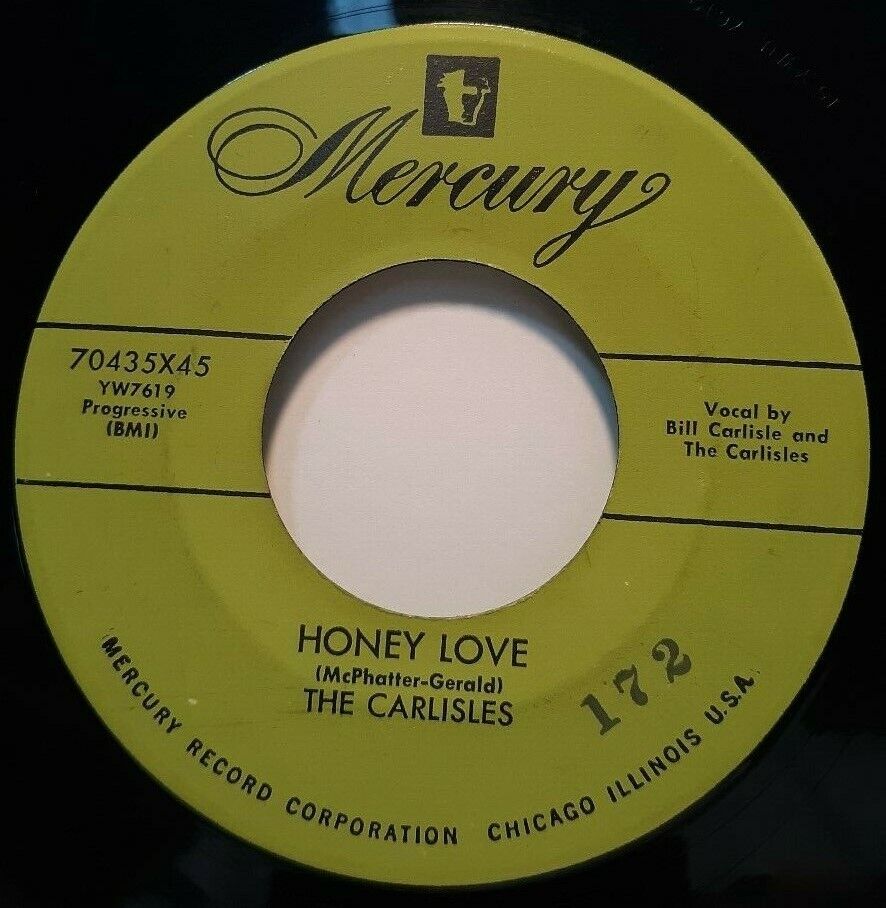 Mercury
70435X45
YW7619
Progressive
(BMI)
Vocal by
Bill Carlisle and
The Carlisles
HONEY LOVE
(McPhatter-Gerald)
THE CARLISLES
172
MERCURY RECORD CORPORATION CHICAGO ILLINOIS U.S.A.